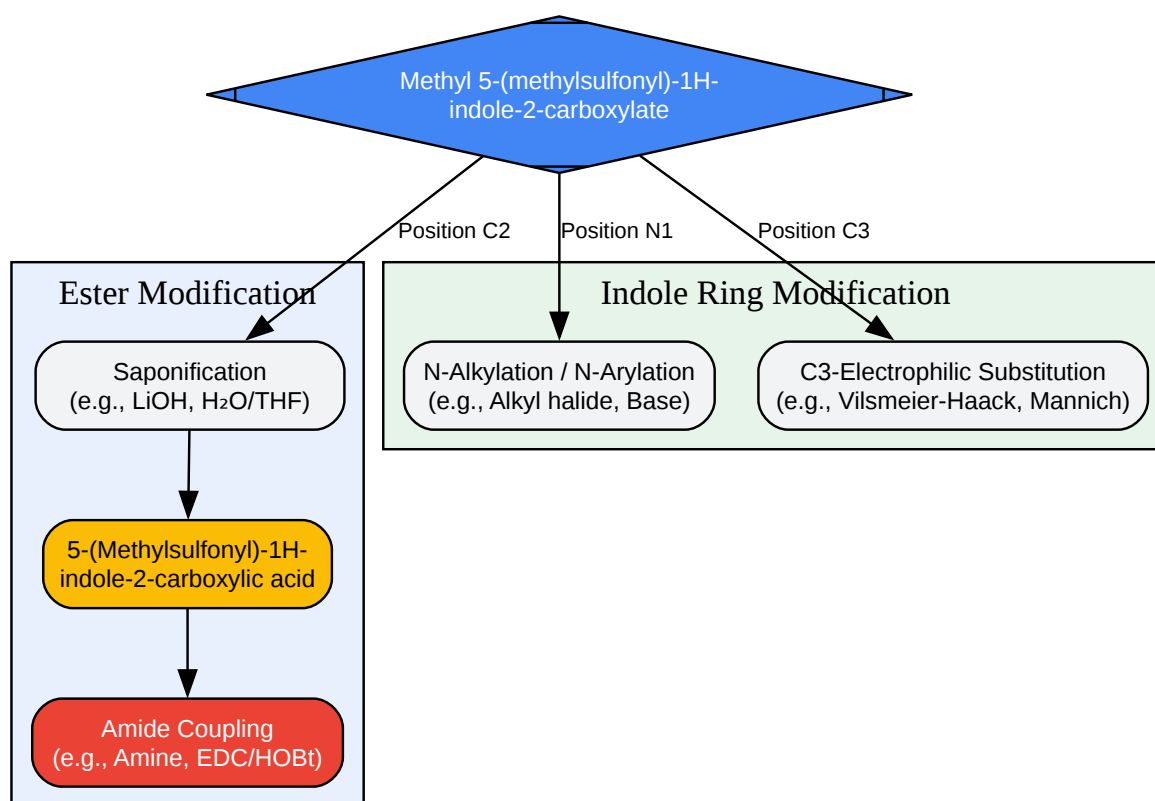 Methyl 5-(methylsulfonyl)-1H-
indole-2-carboxylate
Position C2
Position N1
Position C3
Ester Modification
Indole Ring Modification
Saponification
(e.g., LiOH, H₂O/THF)
N-Alkylation / N-Arylation
(e.g., Alkyl halide, Base)
C3-Electrophilic Substitution
(e.g., Vilsmeier-Haack, Mannich)
5-(Methylsulfonyl)-1H-
indole-2-carboxylic acid
Amide Coupling
(e.g., Amine, EDC/HOBt)